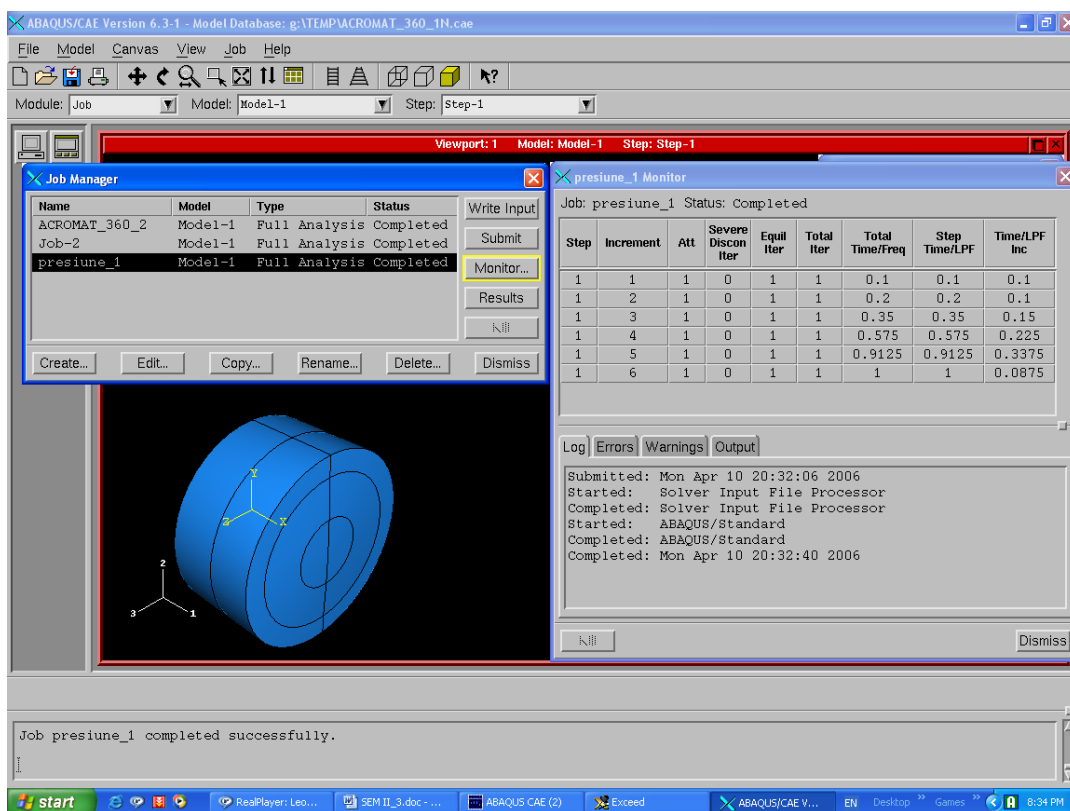 ABAQUS/CAE Version 6.3-1 - Model Database: g:\TEMP\ACROMAT_360_1N.cae
File Model Canvas View Job Help
Module: Job Model: Model-1 Step: Step-1
Viewport: 1 Model: Model-1 Step: Step-1
Job Manager
Name Model Type Status
ACROMAT_360_2 Model-1 Full Analysis Completed
Job-2 Model-1 Full Analysis Completed
presiune_1 Model-1 Full Analysis Completed
Write Input
Submit
Monitor...
Results
Kill
Create... Edit... Copy... Rename... Delete... Dismiss
presiune_1 Monitor
Job: presiune_1 Status: Completed
Step Increment Att Severe Discon Iter Equil Iter Total Iter Total Time/Freq Step Time/LPF Time/LPF Inc
1 1 1 0 1 1 0.1 0.1 0.1
1 2 1 0 1 1 0.2 0.2 0.1
1 3 1 0 1 1 0.35 0.35 0.15
1 4 1 0 1 1 0.575 0.575 0.225
1 5 1 0 1 1 0.9125 0.9125 0.3375
1 6 1 0 1 1 1 1 0.0875
Log Errors Warnings Output
Submitted: Mon Apr 10 20:32:06 2006
Started: Solver Input File Processor
Completed: Solver Input File Processor
Started: ABAQUS/Standard
Completed: ABAQUS/Standard
Completed: Mon Apr 10 20:32:40 2006
Kill Dismiss
Y
Z X
2
3 1
Job presiune_1 completed successfully.
start RealPlayer: Leo... SEM II_3.doc - ... ABAQUS CAE (2) Exceed ABAQUS/CAE V... EN Desktop Games 8:34 PM